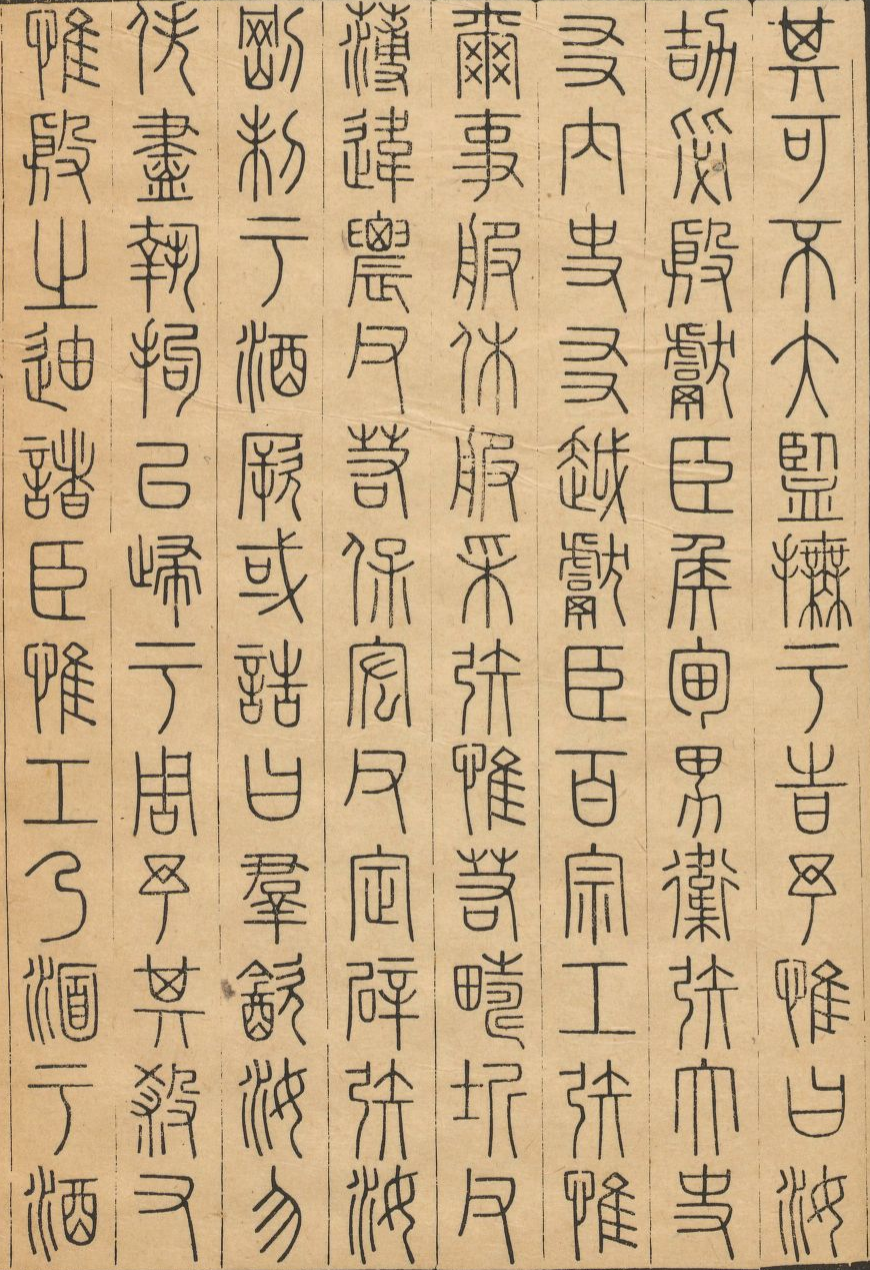 其可不大監撫于旹予惟曰汝
劼毖殷獻臣侯甸男衛矧大史
友內史友越獻臣百宗工矧惟
爾事服休服采矧惟若疇圻父
薄違農父若保宏父定辟矧汝
剛制于酒厥或誥曰羣飲汝勿
佚盡執拘以歸于周予其殺又
惟殷之迪諸臣惟工乃湎于酒